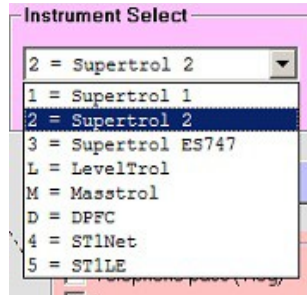 Instrument Select
2 = Supertrol 2
1 = Supertrol 1
2 = Supertrol 2
3 = Supertrol ES747
L = LevelTrol
M = Masstrol
D = DPFC
4 = ST1Net
5 = ST1LE